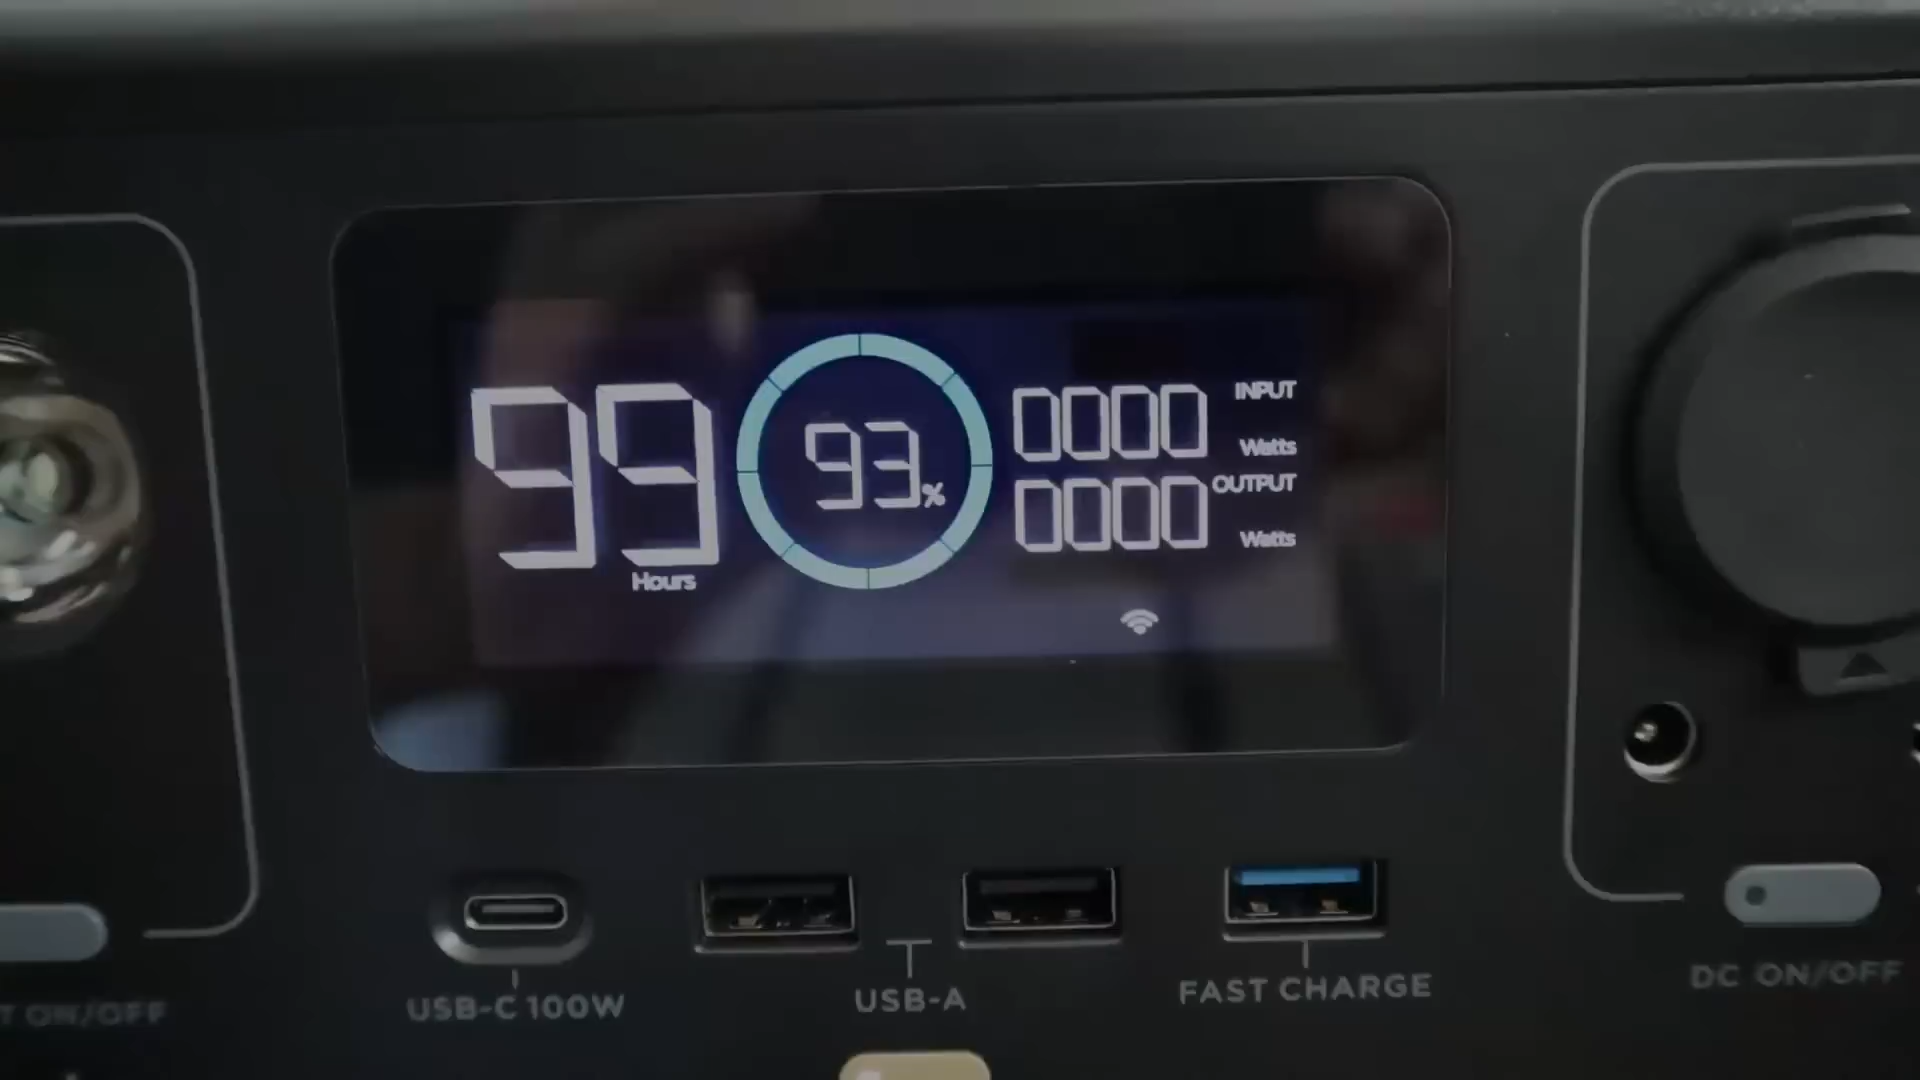 99
Hours
93%
0000 INPUT
Watts
0000 OUTPUT
Watts
T ON/OFF
USB-C 100W
USB-A
FAST CHARGE
DC ON/OFF